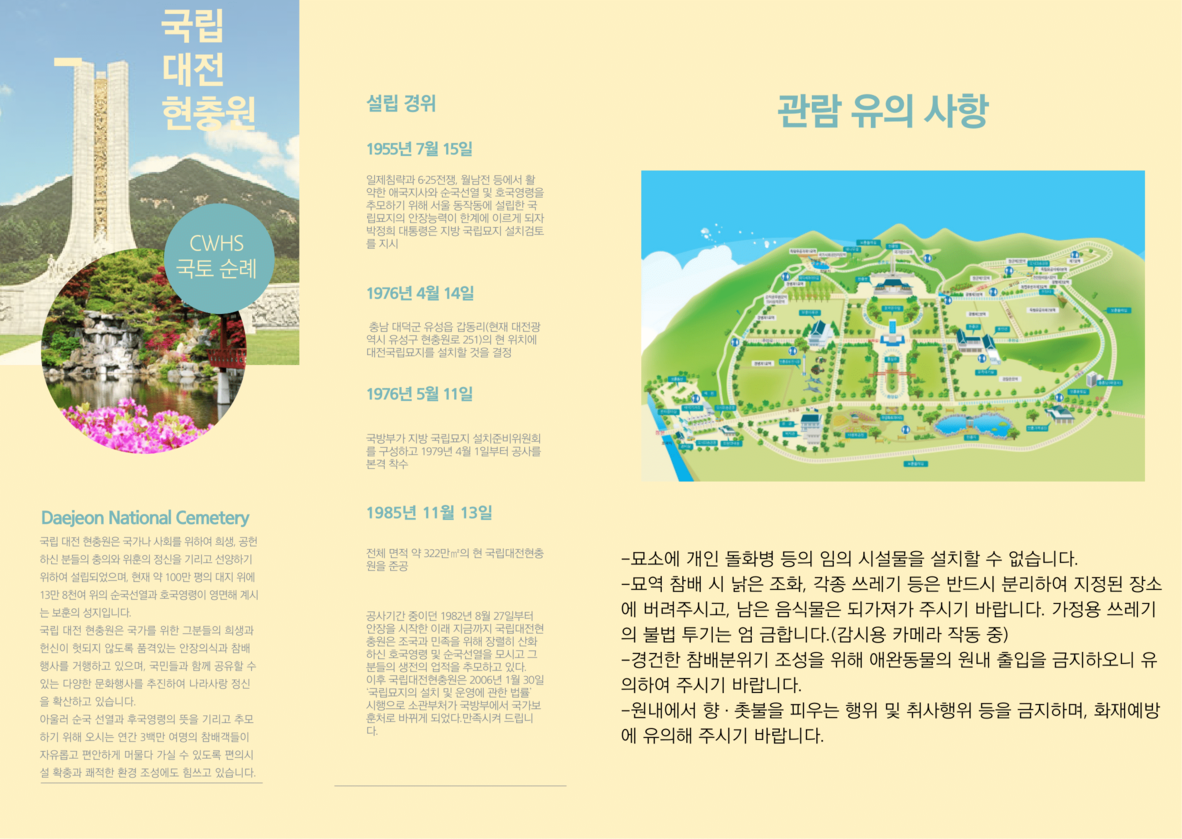 국립
대전
현충원
CWHS
국토 순례
Daejeon National Cemetery
국립 대전 현충원은 국가나 사회를 위하여 희생, 공헌
하신 분들의 충의와 위훈의 정신을 기리고 선양하기
위하여 설립되었으며, 현재 약 100만 평의 대지 위에
13만 8천여 위의 순국선열과 호국영령이 영면해 계시
는 보훈의 성지입니다.
국립 대전 현충원은 국가를 위한 그분들의 희생과
헌신이 헛되지 않도록 품격있는 안장의식과 참배
행사를 거행하고 있으며, 국민들과 함께 공유할 수
있는 다양한 문화행사를 추진하여 나라사랑 정신
을 확산하고 있습니다.
아울러 순국 선열과 후국영령의 뜻을 기리고 추모
하기 위해 오시는 연간 3백만 여명의 참배객들이
자유롭고 편안하게 머물다 가실 수 있도록 편의시
설 확충과 쾌적한 환경 조성에도 힘쓰고 있습니다.
설립 경위
1955년 7월 15일
일제침략과 6·25전쟁, 월남전 등에서 활
약한 애국지사와 순국선열 및 호국영령을
추모하기 위해서 서울 동작동에 설립한 국
립묘지의 안장능력이 한계에 이르게 되자
박정희 대통령은 지방 국립묘지 설치검토
를 지시
1976년 4월 14일
충남 대덕군 유성읍 갑동리(현재 대전광
역시 유성구 현충원로 251)의 현 위치에
대전국립묘지를 설치할 것을 결정
1976년 5월 11일
국방부가 지방 국립묘지 설치준비위원회
를 구성하고 1979년 4월 1일부터 공사를
본격 착수
1985년 11월 13일
전체 면적 약 322만㎡의 현 국립대전현충
원을 준공
공사기간 중이던 1982년 8월 27일부터
안장을 시작한 이래 지금까지 국립대전현
충원은 조국과 민족을 위해 장렬히 산화
하신 호국영령 및 순국선열을 모시고 그
분들의 생전의 업적을 추모하고 있다.
이후 국립대전현충원은 2006년 1월 30일
'국립묘지의 설치 및 운영에 관한 법률'
시행으로 소관부처가 국방부에서 국가보
훈처로 바뀌게 되었다.만족시켜 드립니
다.
관람 유의 사항
-묘소에 개인 돌화병 등의 임의 시설물을 설치할 수 없습니다.
-묘역 참배 시 낡은 조화, 각종 쓰레기 등은 반드시 분리하여 지정된 장소
에 버려주시고, 남은 음식물은 되가져가 주시기 바랍니다. 가정용 쓰레기
의 불법 투기는 엄 금합니다.(감시용 카메라 작동 중)
-경건한 참배분위기 조성을 위해 애완동물의 원내 출입을 금지하오니 유
의하여 주시기 바랍니다.
-원내에서 향 · 촛불을 피우는 행위 및 취사행위 등을 금지하며, 화재예방
에 유의해 주시기 바랍니다.